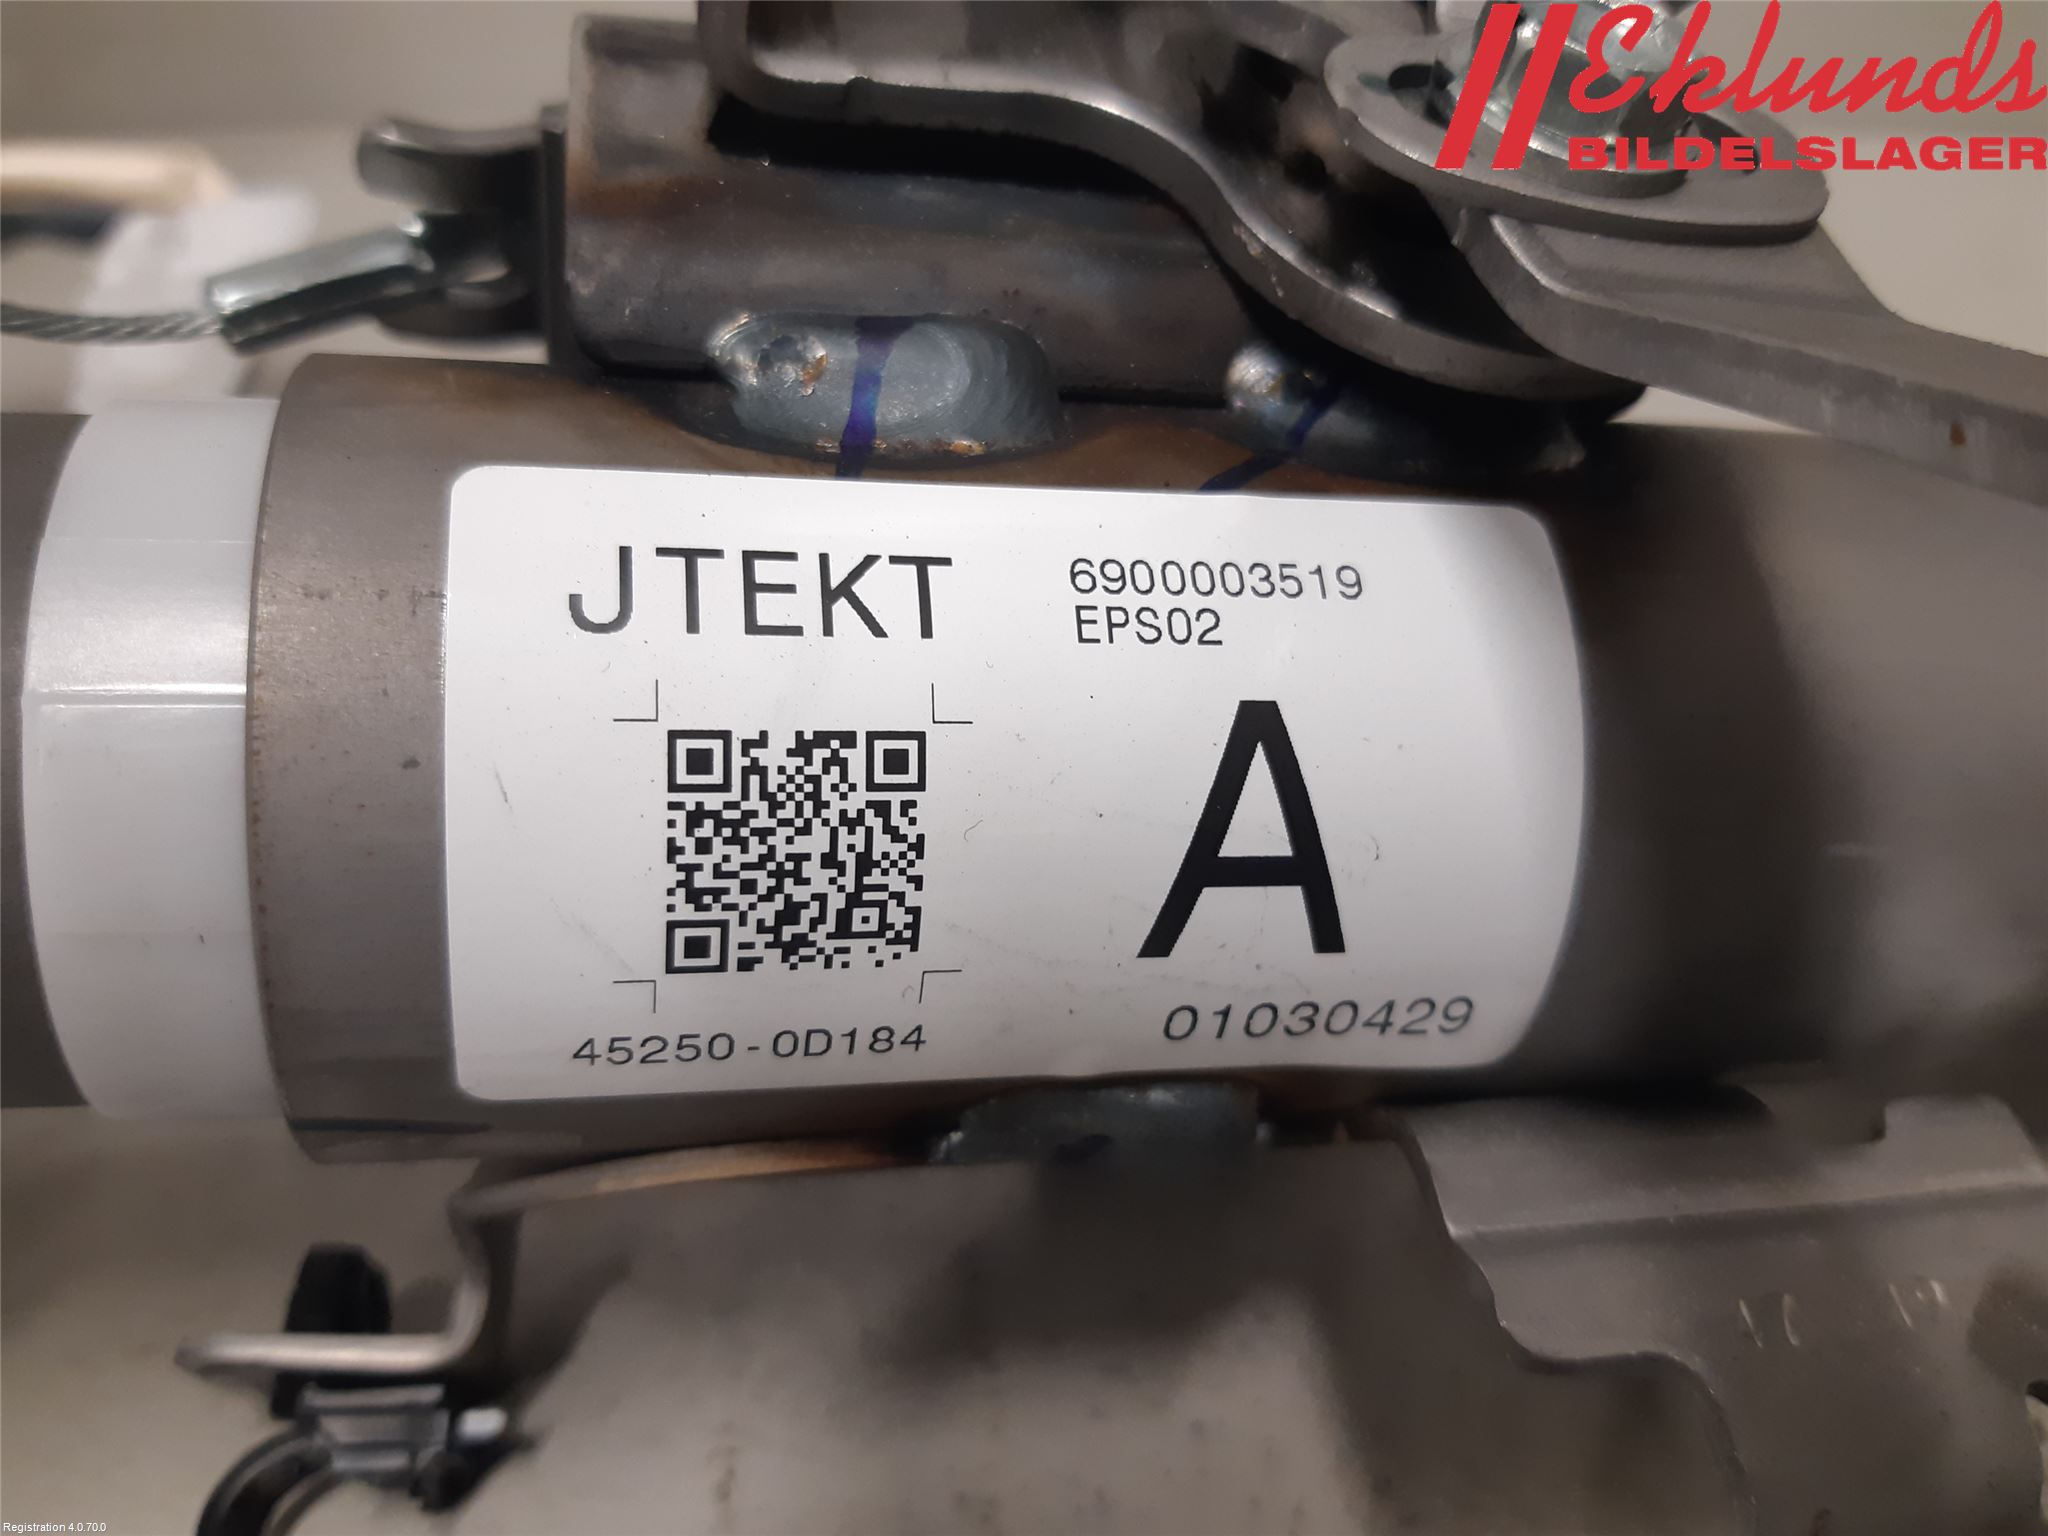 Eklunds
BILDELSLAGER
JTEKT
6900003519
EPS02
A
45250-0D184
01030429
Registration 4.0.70.0